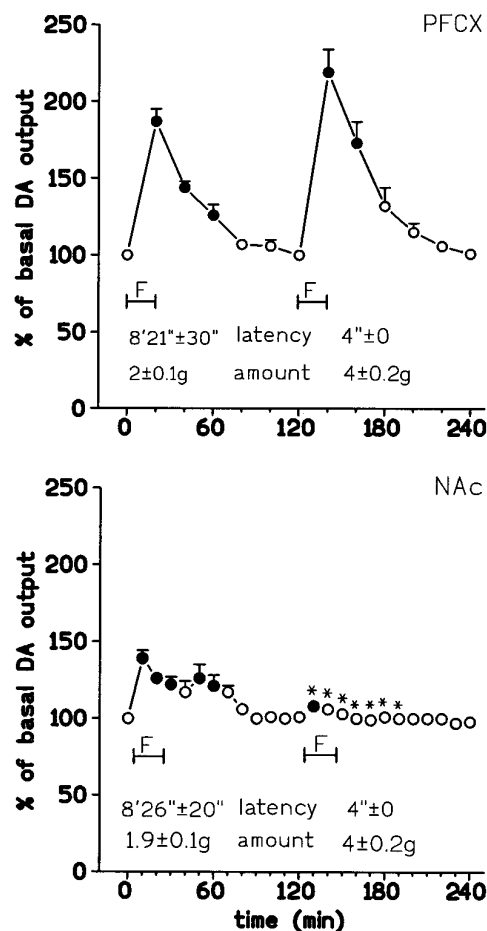 PFCX
250
200
150
100
50
0
% of basal DA output
F
F
8'21"±30" latency 4"±0
2±0.1g amount 4±0.2g
0 60 120 180 240
NAc
250
200
150
100
50
0
% of basal DA output
* * * * * * *
F
F
8'26"±20" latency 4"±0
1.9±0.1g amount 4±0.2g
0 60 120 180 240
time (min)